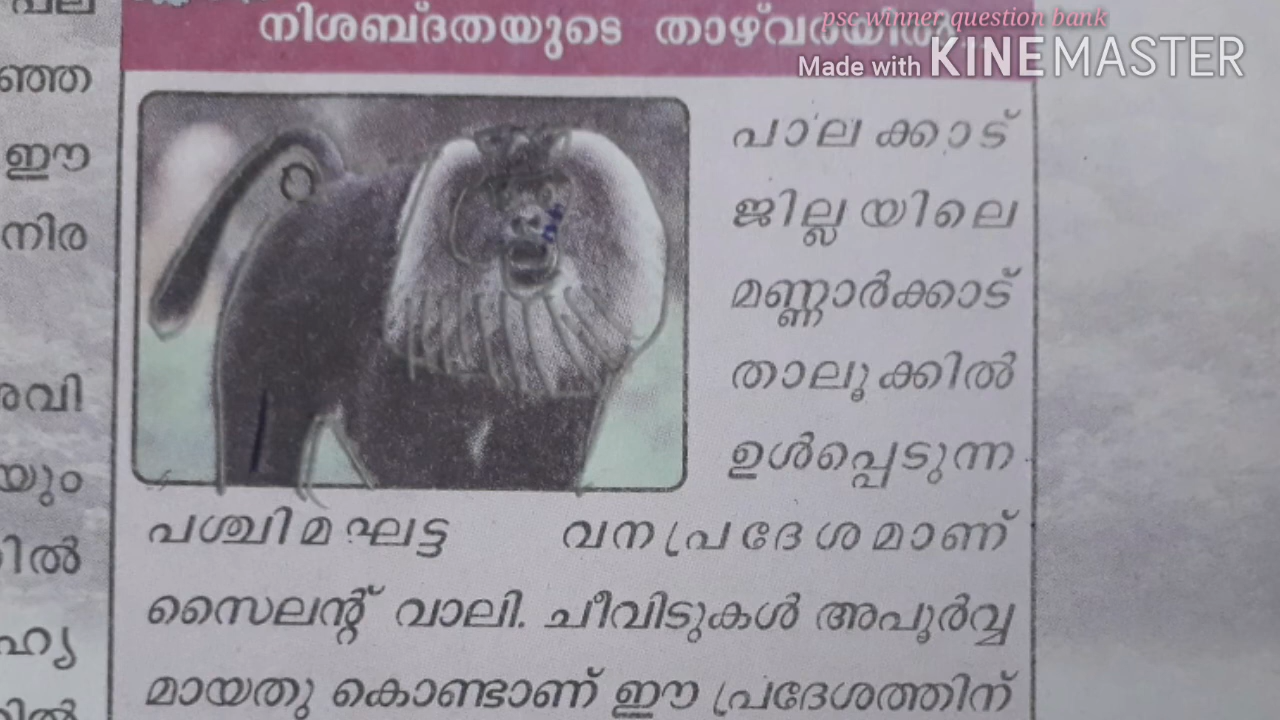 psc winner question bank
Made with KINEMASTER
നിശബ്ദതയുടെ താഴ്‌വരയിൽ
പാലക്കാട്
ജില്ലയിലെ
മണ്ണാർക്കാട്
താലൂക്കിൽ
ഉൾപ്പെടുന്ന
പശ്ചിമഘട്ട വനപ്രദേശമാണ്
സൈലന്റ് വാലി. ചീവിടുകൾ അപൂർവ്വ
മായതു കൊണ്ടാണ് ഈ പ്രദേശത്തിന്
ഈ